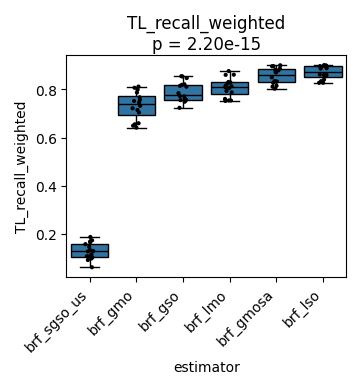 TL_recall_weighted
p = 2.20e-15
TL_recall_weighted
0.8
0.6
0.4
0.2
brf_sgso_us
brf_gmo
brf_gso
brf_lmo
brf_gmosa
brf_lso
estimator